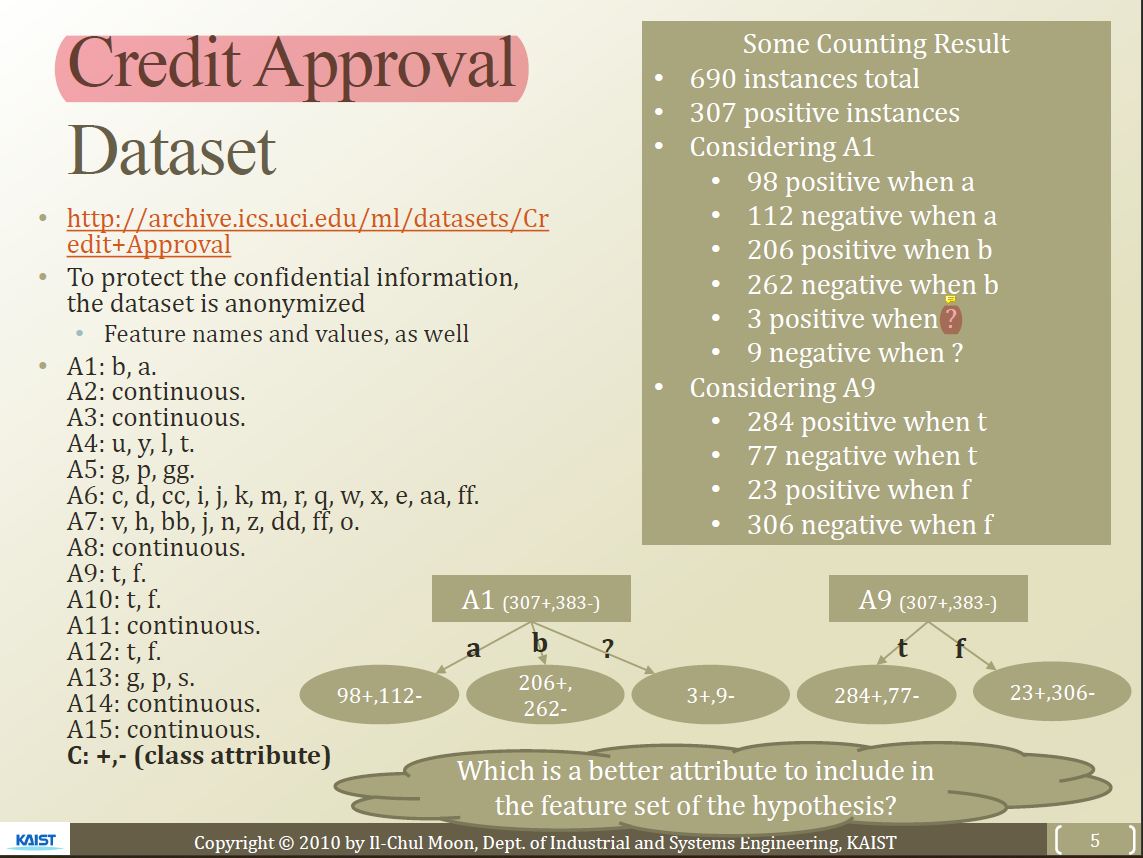 Credit Approval
Dataset
http://archive.ics.uci.edu/ml/datasets/Cr
edit+Approval
To protect the confidential information,
the dataset is anonymized
Feature names and values, as well
A1: b, a.
A2: continuous.
A3: continuous.
A4: u, y, l, t.
A5: g, p, gg.
A6: c, d, cc, i, j, k, m, r, q, w, x, e, aa, ff.
A7: v, h, bb, j, n, z, dd, ff, o.
A8: continuous.
A9: t, f.
A10: t, f.
A11: continuous.
A12: t, f.
A13: g, p, s.
A14: continuous.
A15: continuous.
C: +,- (class attribute)
Some Counting Result
690 instances total
307 positive instances
Considering A1
98 positive when a
112 negative when a
206 positive when b
262 negative when b
3 positive when ?
9 negative when ?
Considering A9
284 positive when t
77 negative when t
23 positive when f
306 negative when f
A1 (307+,383-)
a
b
?
98+,112-
206+,
262-
3+,9-
A9 (307+,383-)
t
f
284+,77-
23+,306-
Which is a better attribute to include in
the feature set of the hypothesis?
KAIST
Copyright © 2010 by Il-Chul Moon, Dept. of Industrial and Systems Engineering, KAIST
5